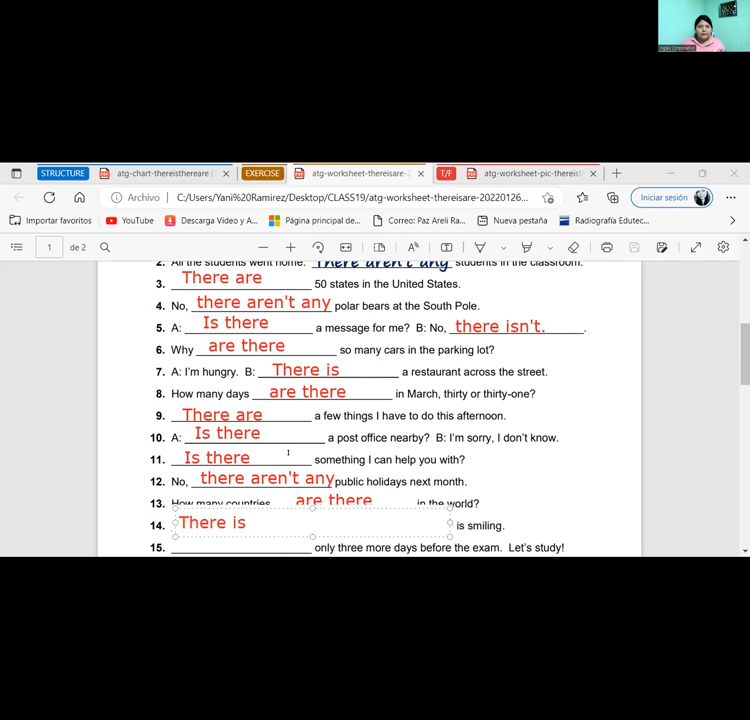 STRUCTURE
atg-chart-thereisthereare (
EXERCISE
atg-worksheet-thereisare-2
T/F
atg-worksheet-pic-thereisth
Archivo
C:/Users/Yani%20Ramirez/Desktop/CLASS19/atg-worksheet-thereisare-20220126...
Iniciar sesión
Importar favoritos
YouTube
Descarga Video y A...
Página principal de...
Correo: Paz Areli Ra...
Nueva pestaña
Radiografía Edutec...
1 de 2
2. All the students went home. There aren't any students in the classroom.
3. There are 50 states in the United States.
4. No, there aren't any polar bears at the South Pole.
5. A: Is there a message for me? B: No, there isn't.
6. Why are there so many cars in the parking lot?
7. A: I'm hungry. B: There is a restaurant across the street.
8. How many days are there in March, thirty or thirty-one?
9. There are a few things I have to do this afternoon.
10. A: Is there a post office nearby? B: I'm sorry, I don't know.
11. Is there something I can help you with?
12. No, there aren't any public holidays next month.
13. How many countries are there in the world?
14. There is is smiling.
15. only three more days before the exam. Let's study!